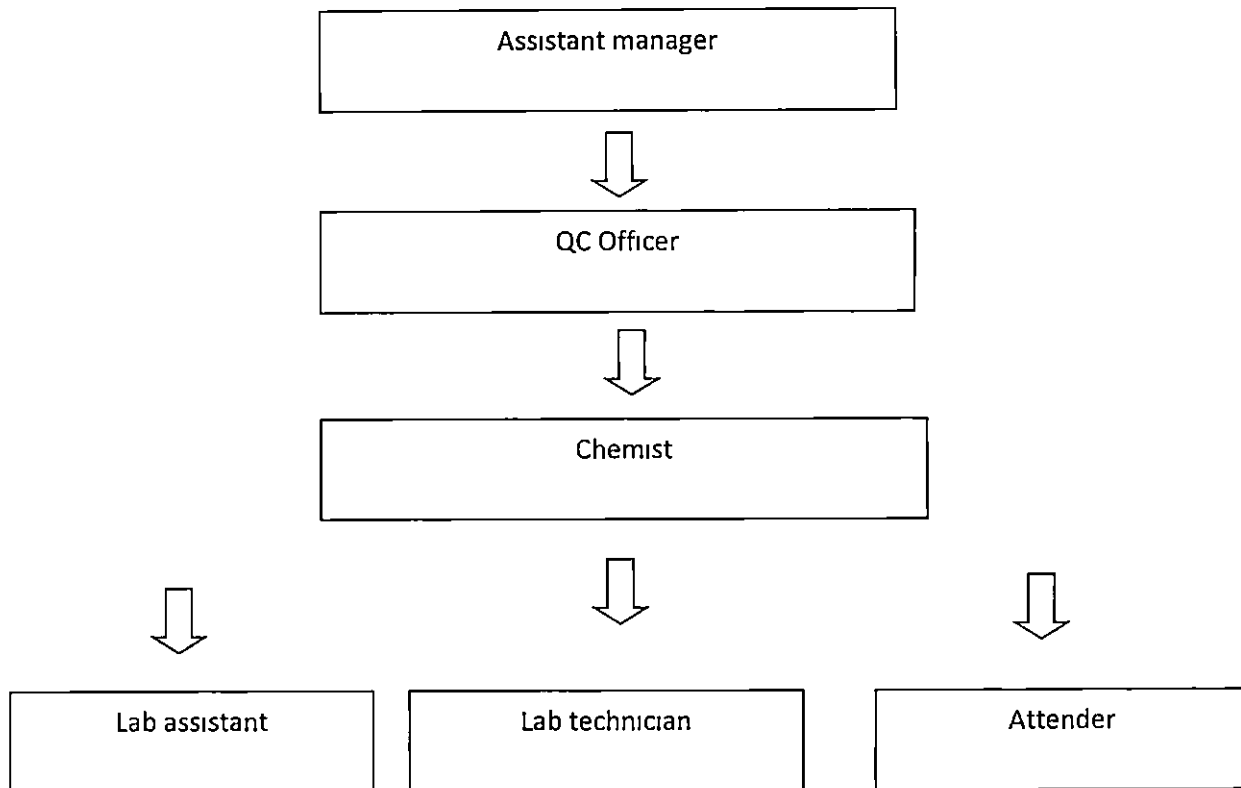 Assistant manager
QC Officer
Chemist
Lab assistant
Lab technician
Attender